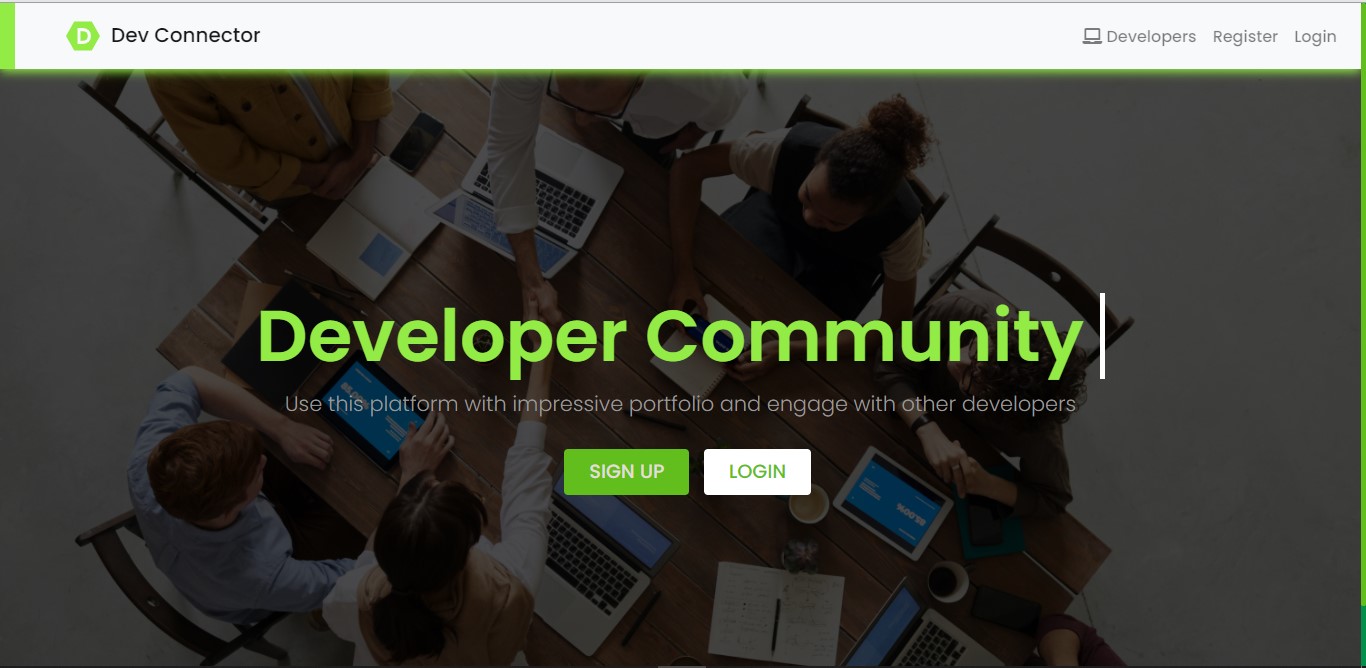 D Dev Connector
Developers Register Login
Developer Community
Use this platform with impressive portfolio and engage with other developers
SIGN UP LOGIN